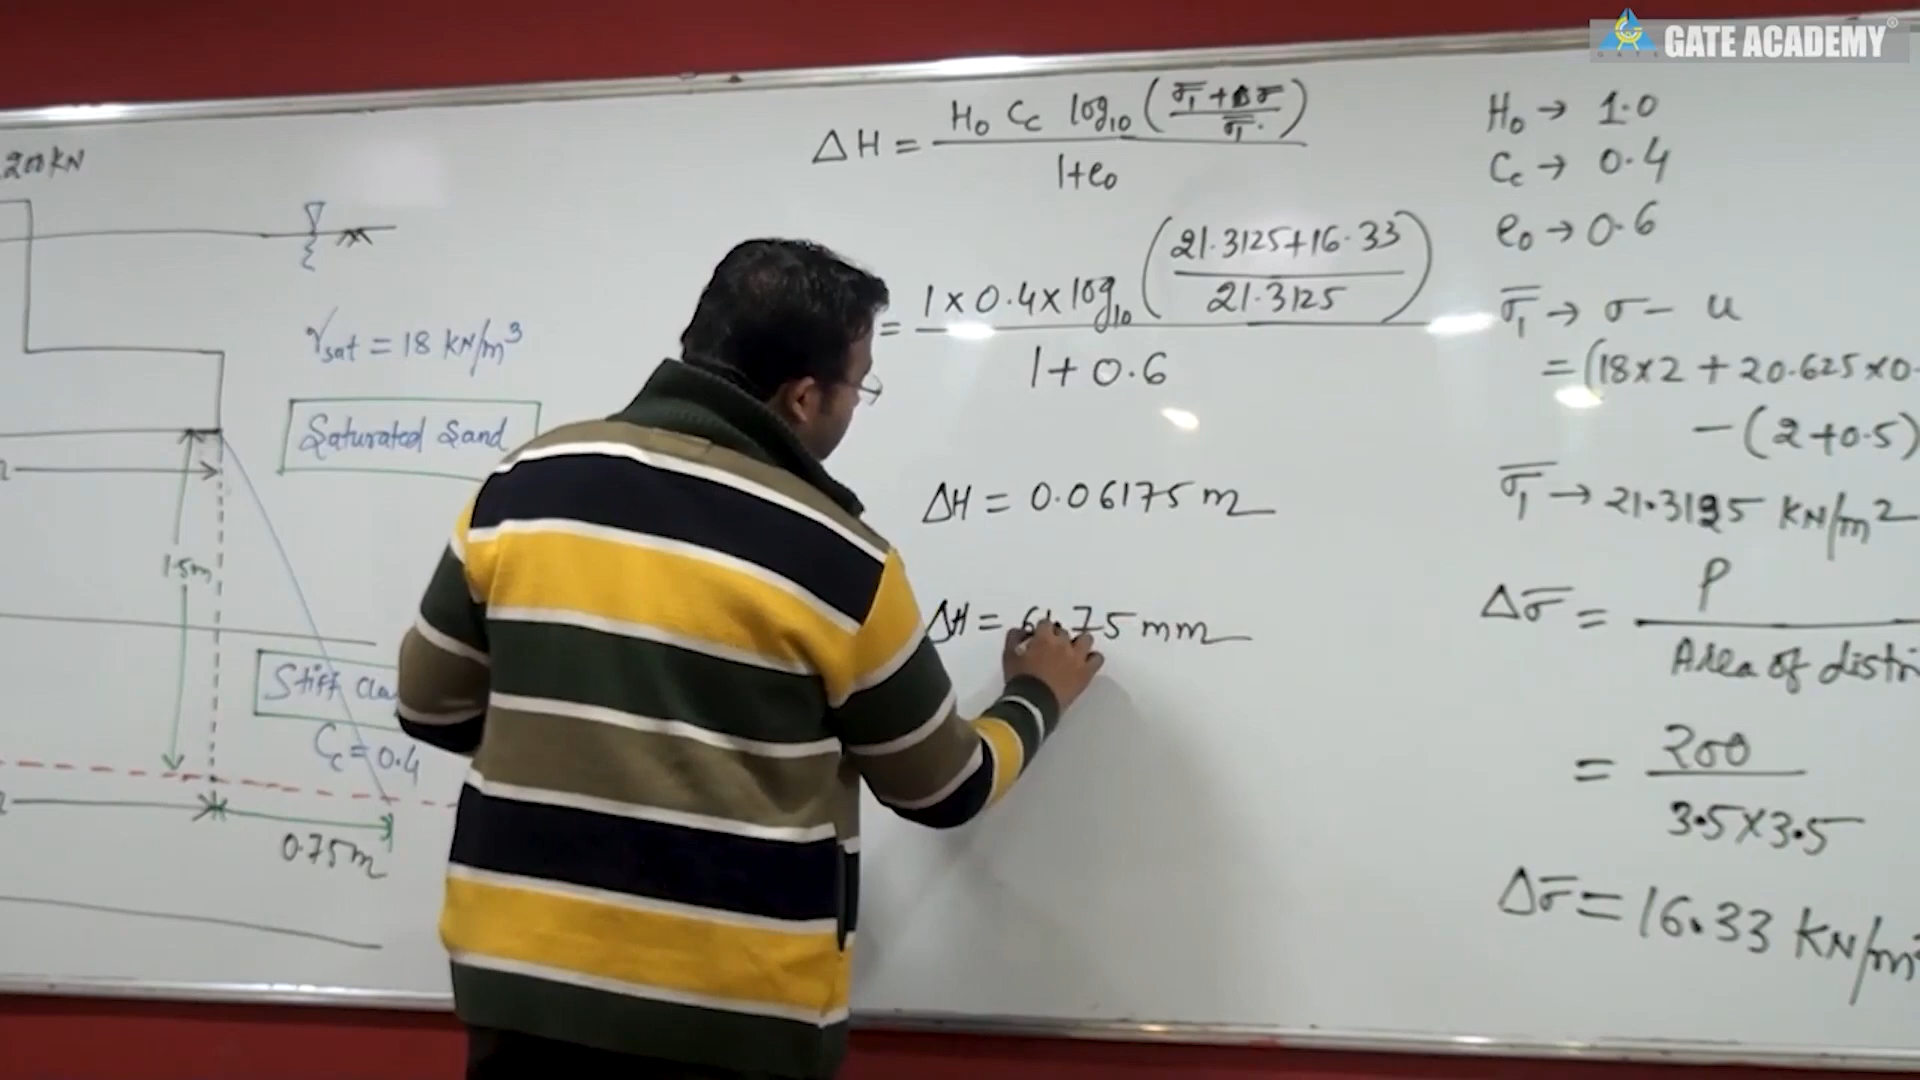 GATE ACADEMY®
200 KN
γsat = 18 KN/m³
Saturated Sand
1.5m
Stiff Cla
Cc = 0.4
0.75m
ΔH = H₀ Cc log₁₀ (σ̅₁ + Δσ̅ / σ̅₁) / 1+e₀
= 1 × 0.4 × log₁₀ (21.3125+16.33 / 21.3125) / 1 + 0.6
ΔH = 0.06175 m
ΔH = 61.75 mm
H₀ → 1.0
Cc → 0.4
e₀ → 0.6
σ̅₁ → σ - u
= (18×2 + 20.625×0.
- (2+0.5)
σ̅₁ → 21.3125 KN/m²
Δσ̅ = P / Area of distri
= 200 / 3.5×3.5
Δσ̅ = 16.33 KN/m²